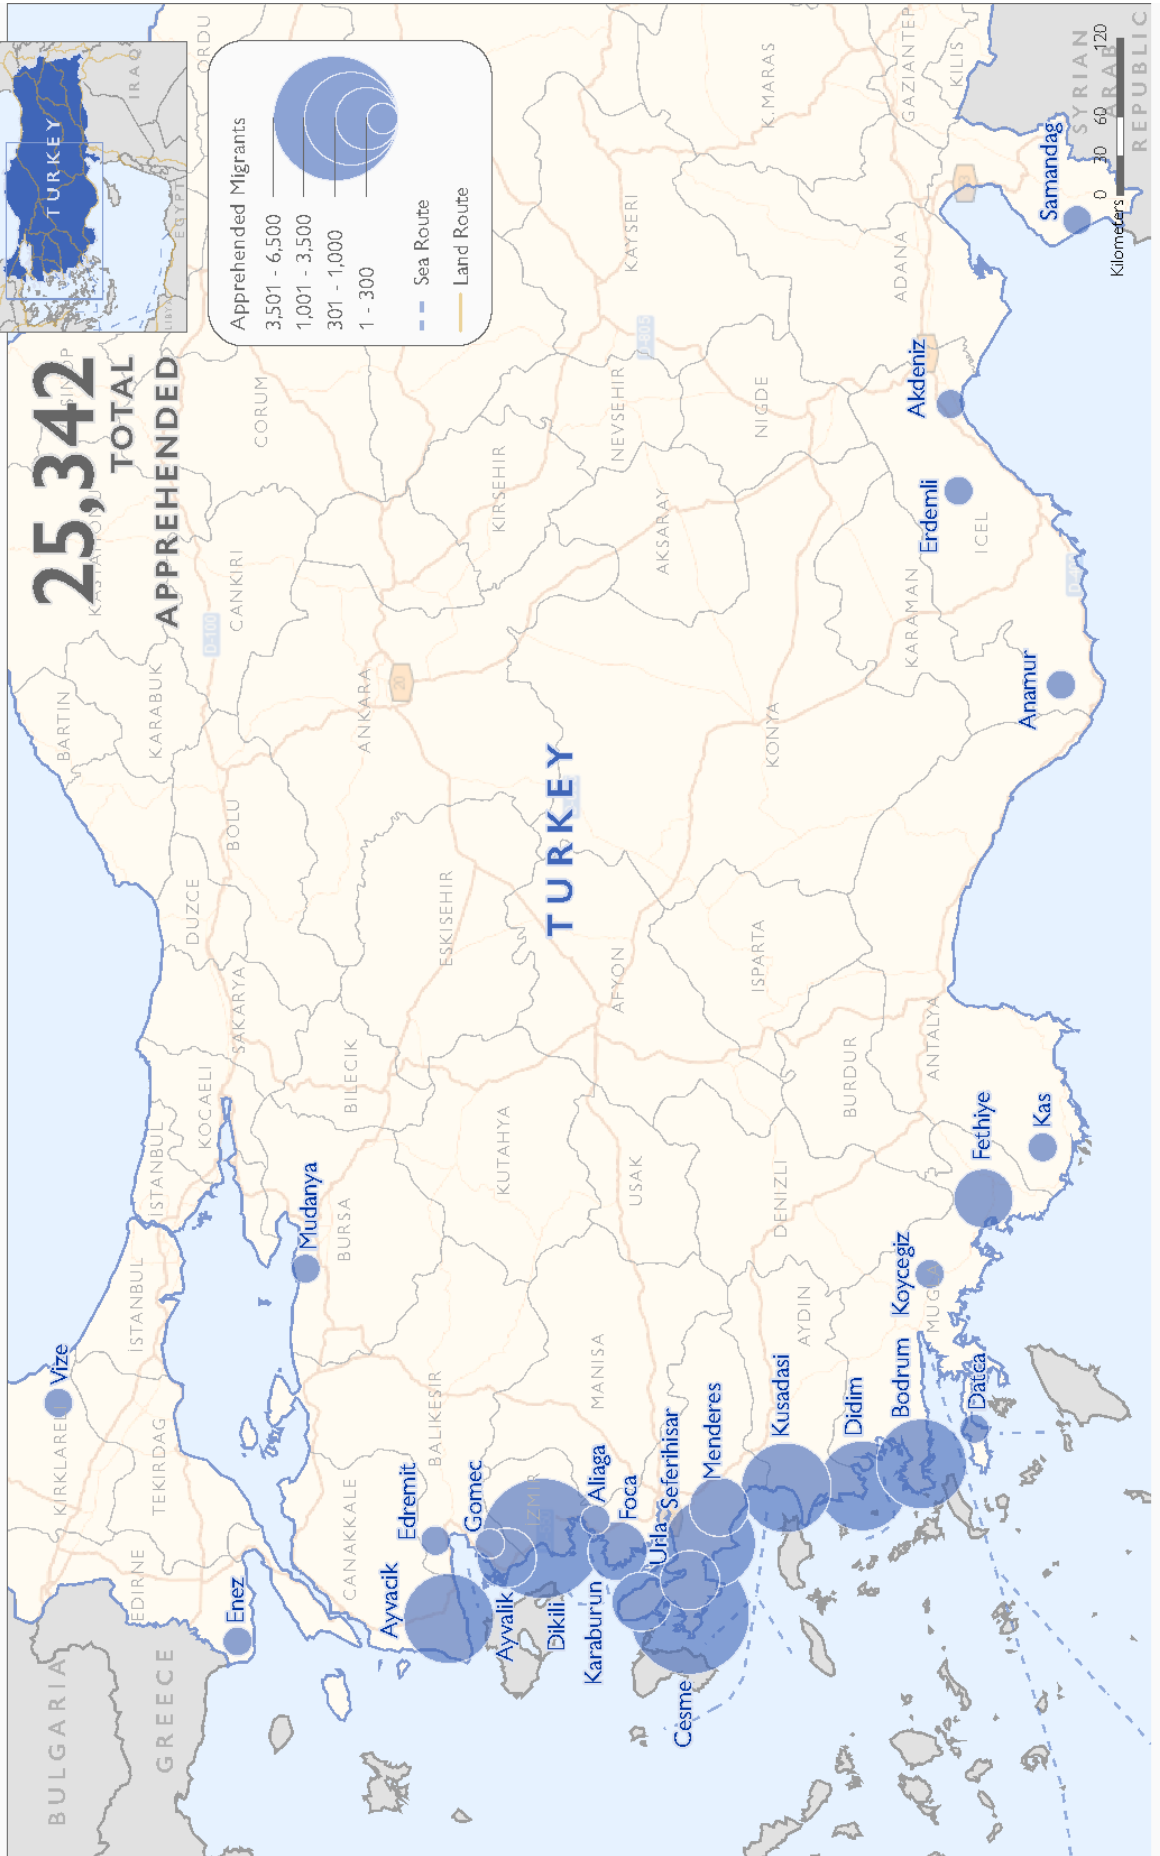 25,342
TOTAL
APPREHENDED
TURKEY
IRAQ
EGYPT
LIBYA
Apprehended Migrants
3,501 - 6,500
1,001 - 3,500
301 - 1,000
1 - 300
Sea Route
Land Route
BULGARIA
GREECE
EDIRNE
KIRKLARELI
TEKIRDAG
ISTANBUL
ISTANBUL
KOCAELI
SAKARYA
DUZCE
BOLU
BARTIN
KARABUK
CANKIRI
CORUM
ORDU
D-100
Vize
Enez
Mudanya
BURSA
BILECIK
CANAKKALE
BALIKESIR
ESKISEHIR
ANKARA
20
KUTAHYA
KIRSEHIR
TURKEY
NEVSEHIR
KAYSERI
K.MARAS
D-805
AFYON
USAK
MANISA
IZMIR
AKSARAY
NIGDE
KONYA
ISPARTA
DENIZLI
AYDIN
BURDUR
ANTALYA
MUGLA
KARAMAN
ICEL
ADANA
GAZIANTEP
KILIS
SYRIAN
ARAB
REPUBLIC
Ayvacik
Edremit
Gomec
Ayvalik
Dikili
Aliaga
Foca
Karaburun
Urla
Seferihisar
Cesme
Menderes
Kusadasi
Didim
Bodrum
Datca
Koycegiz
Fethiye
Kas
Anamur
Erdemli
Akdeniz
Samandag
0 30 60 120
Kilometers